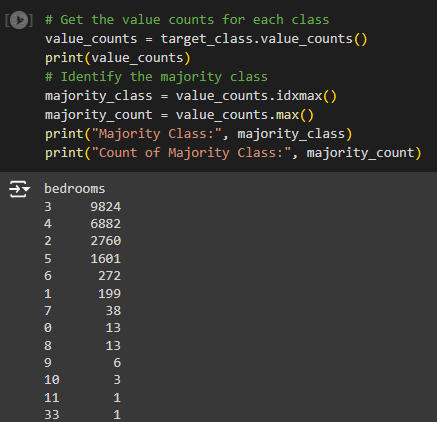 # Get the value counts for each class
value_counts = target_class.value_counts()
print(value_counts)
# Identify the majority class
majority_class = value_counts.idxmax()
majority_count = value_counts.max()
print("Majority Class:", majority_class)
print("Count of Majority Class:", majority_count)
bedrooms
3 9824
4 6882
2 2760
5 1601
6 272
1 199
7 38
0 13
8 13
9 6
10 3
11 1
33 1